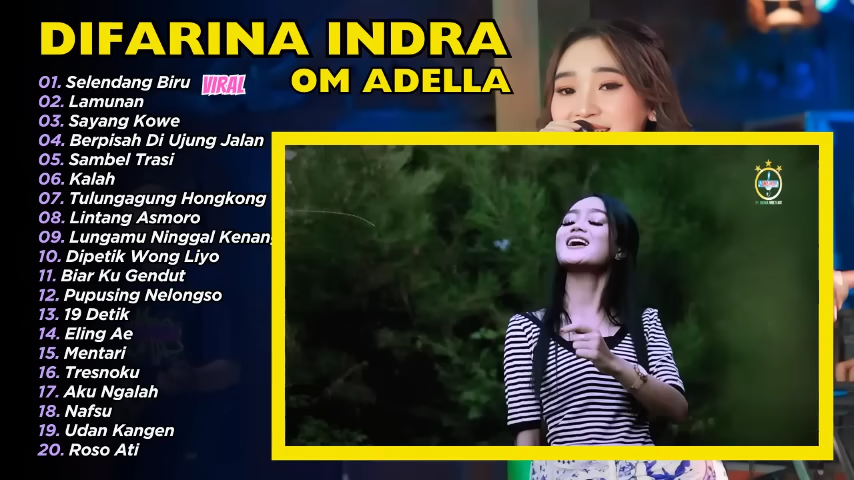 DIFARINA INDRA
OM ADELLA
01. Selendang Biru VIRAL
02. Lamunan
03. Sayang Kowe
04. Berpisah Di Ujung Jalan
05. Sambel Trasi
06. Kalah
07. Tulungagung Hongkong
08. Lintang Asmoro
09. Lungamu Ninggal Kenang
10. Dipetik Wong Liyo
11. Biar Ku Gendut
12. Pupusing Nelongso
13. 19 Detik
14. Eling Ae
15. Mentari
16. Tresnoku
17. Aku Ngalah
18. Nafsu
19. Udan Kangen
20. Roso Ati